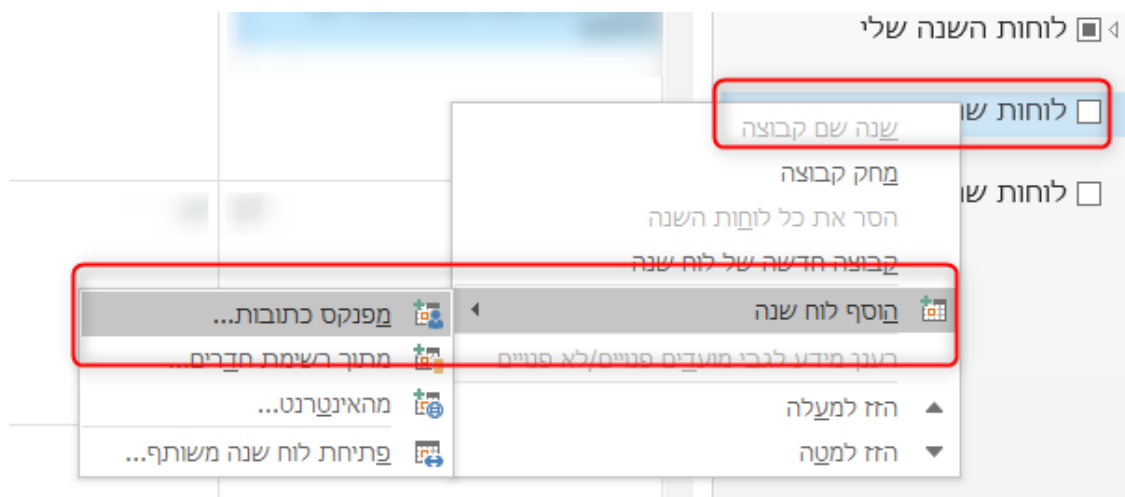 לוחות השנה שלי
לוחות
לוחות
שנה שם קבוצה
מחק קבוצה
הסר את כל לוחות השנה
קבוצה חדשה של לוח שנה
הוסף לוח שנה
רענן מידע לגבי מועדים פנויים/לא פנויים
הזז למעלה
הזז למטה
מפנקס כתובות...
מתוך רשימת חדרים...
מהאינטרנט...
פתיחת לוח שנה משותף...